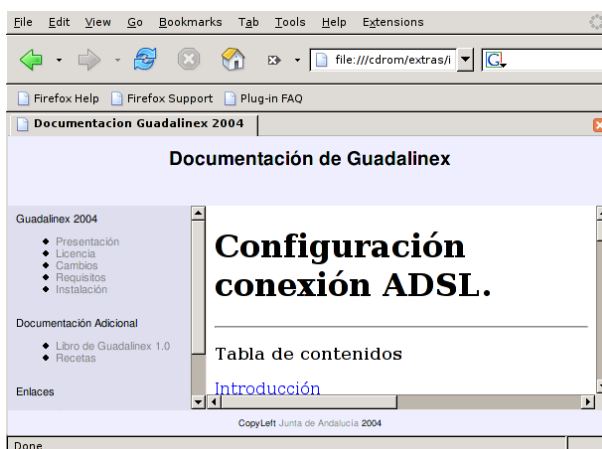 File Edit View Go Bookmarks Tab Tools Help Extensions
file:///cdrom/extras/i
G
Firefox Help Firefox Support Plug-in FAQ
Documentacion Guadalinex 2004
Documentación de Guadalinex
Guadalinex 2004
Presentación
Licencia
Cambios
Requisitos
Instalación
Documentación Adicional
Libro de Guadalinex 1.0
Recetas
Enlaces
Configuración
conexión ADSL.
Tabla de contenidos
Introducción
CopyLeft Junta de Andalucia 2004
Done